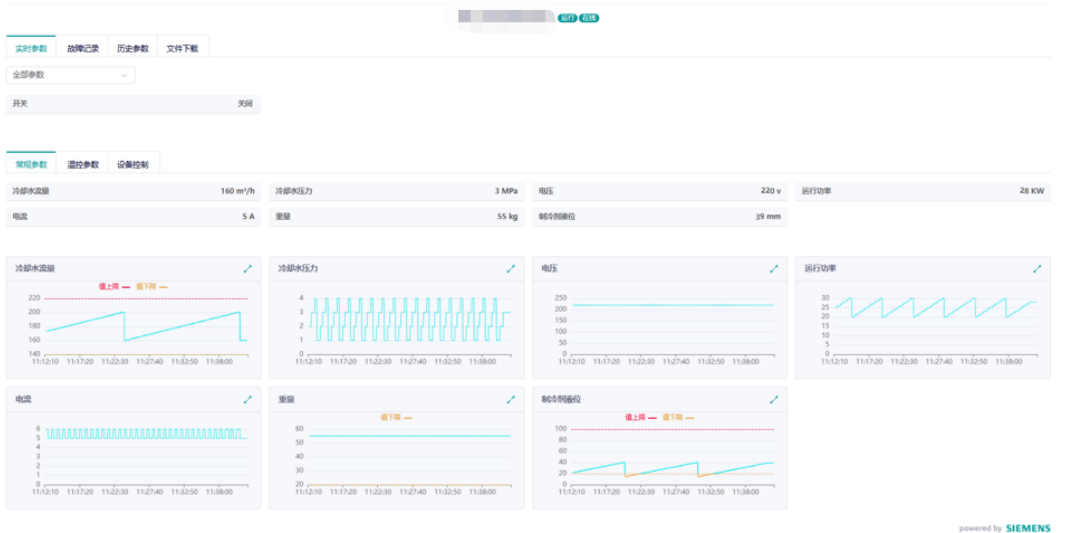 运行 在线
实时参数 故障记录 历史参数 文件下载
全部参数
开关 关闭
常规参数 温控参数 设备控制
冷却水流量 160 m³/h 冷却水压力 3 MPa 电压 220 v 运行功率 28 KW
电流 5 A 重量 55 kg 制冷剂液位 39 mm
冷却水流量
值上限 值下限
220
200
180
160
140
11:12:10 11:17:20 11:22:30 11:27:40 11:32:50 11:38:00
冷却水压力
4
3
2
1
0
11:12:10 11:17:20 11:22:30 11:27:40 11:32:50 11:38:00
电压
250
200
150
100
50
0
11:12:10 11:17:20 11:22:30 11:27:40 11:32:50 11:38:00
运行功率
30
25
20
15
10
5
0
11:12:10 11:17:20 11:22:30 11:27:40 11:32:50 11:38:00
电流
6
5
4
3
2
1
0
11:12:10 11:17:20 11:22:30 11:27:40 11:32:50 11:38:00
重量
值下限
60
50
40
30
20
11:12:10 11:17:20 11:22:30 11:27:40 11:32:50 11:38:00
制冷剂液位
值上限 值下限
100
80
60
40
20
0
11:12:10 11:17:20 11:22:30 11:27:40 11:32:50 11:38:00
powered by SIEMENS